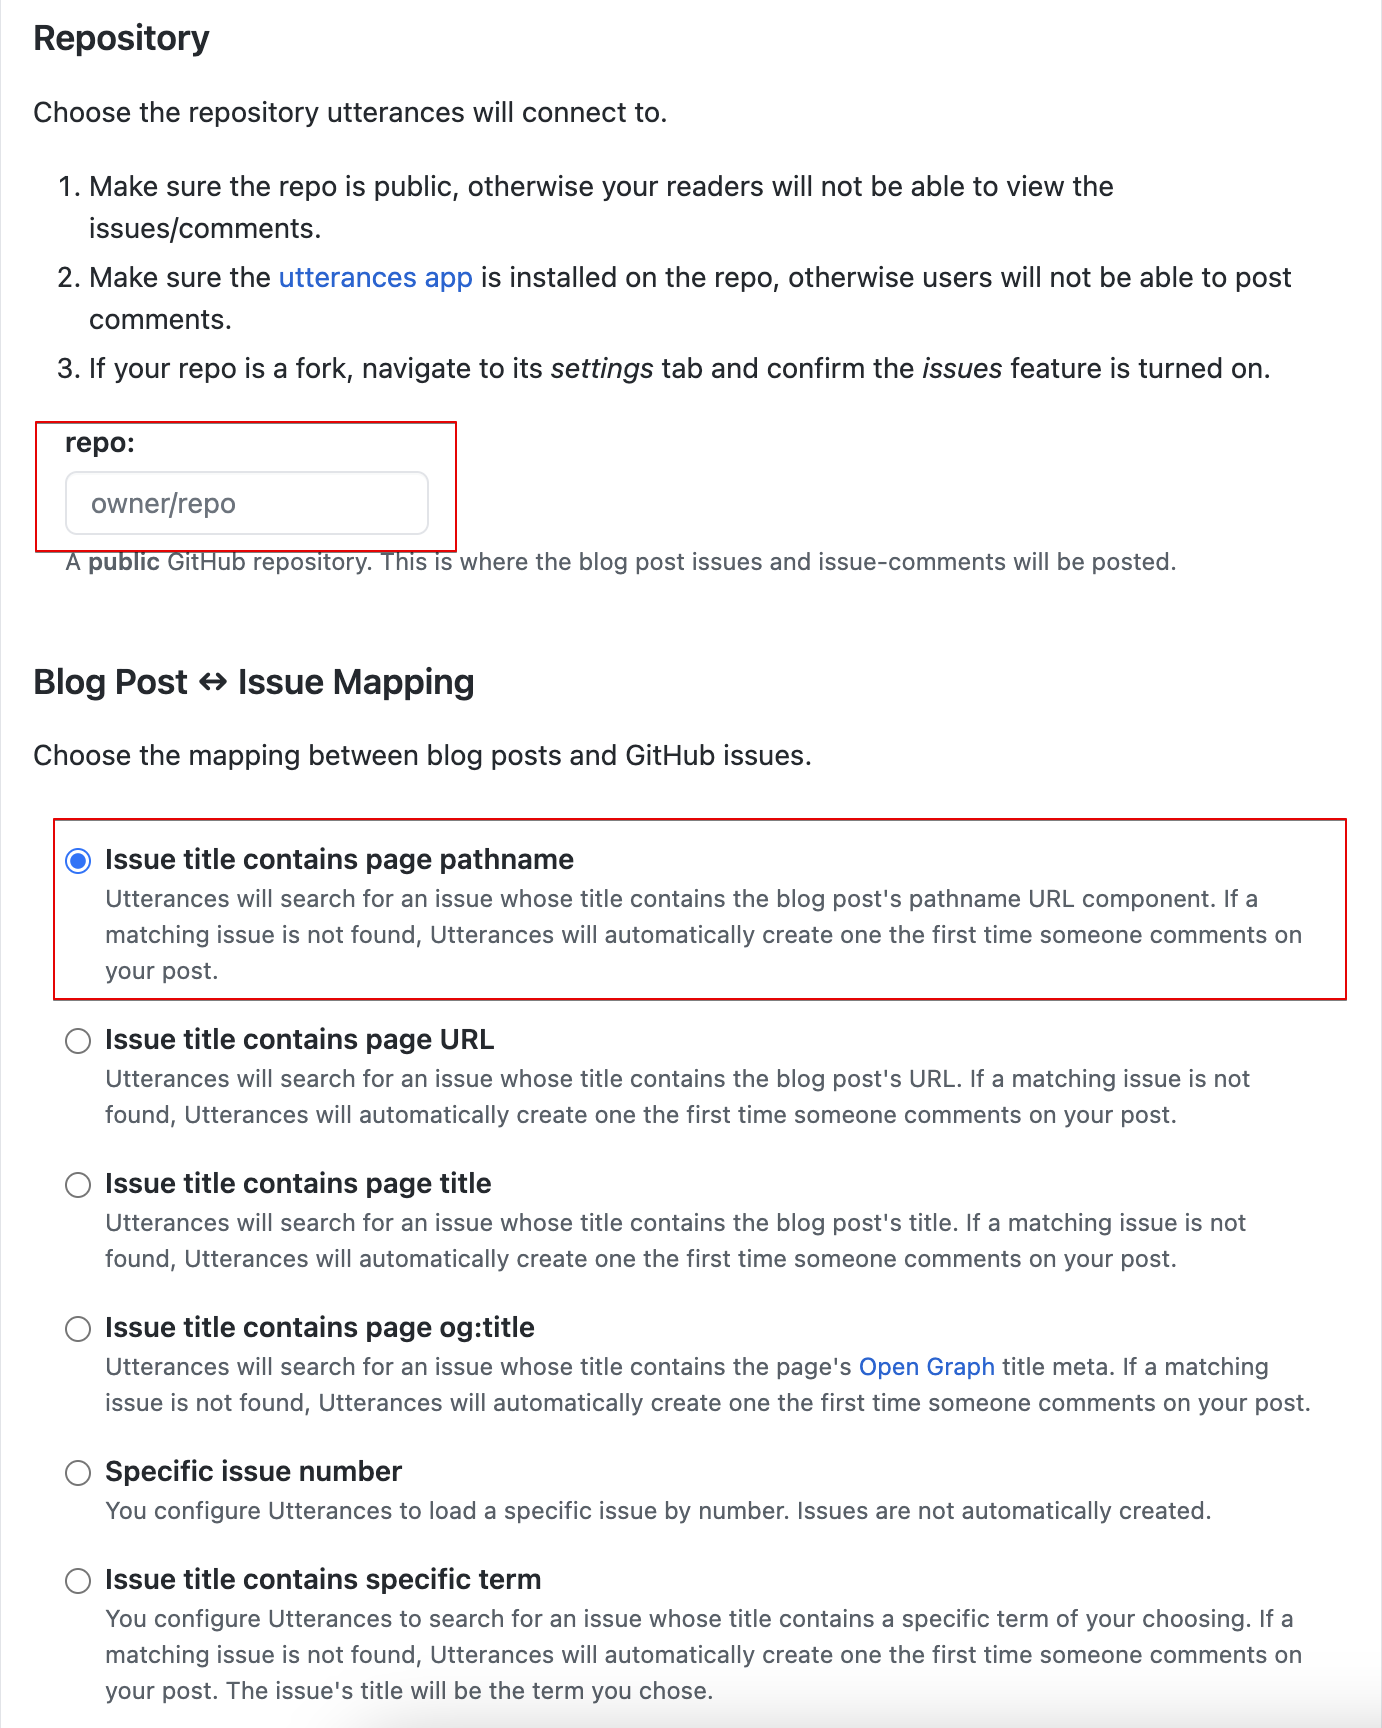 Repository
Choose the repository utterances will connect to.
1. Make sure the repo is public, otherwise your readers will not be able to view the
issues/comments.
2. Make sure the utterances app is installed on the repo, otherwise users will not be able to post
comments.
3. If your repo is a fork, navigate to its settings tab and confirm the issues feature is turned on.
repo:
owner/repo
A public GitHub repository. This is where the blog post issues and issue-comments will be posted.
Blog Post ↔ Issue Mapping
Choose the mapping between blog posts and GitHub issues.
Issue title contains page pathname
Utterances will search for an issue whose title contains the blog post's pathname URL component. If a
matching issue is not found, Utterances will automatically create one the first time someone comments on
your post.
Issue title contains page URL
Utterances will search for an issue whose title contains the blog post's URL. If a matching issue is not
found, Utterances will automatically create one the first time someone comments on your post.
Issue title contains page title
Utterances will search for an issue whose title contains the blog post's title. If a matching issue is not
found, Utterances will automatically create one the first time someone comments on your post.
Issue title contains page og:title
Utterances will search for an issue whose title contains the page's Open Graph title meta. If a matching
issue is not found, Utterances will automatically create one the first time someone comments on your post.
Specific issue number
You configure Utterances to load a specific issue by number. Issues are not automatically created.
Issue title contains specific term
You configure Utterances to search for an issue whose title contains a specific term of your choosing. If a
matching issue is not found, Utterances will automatically create one the first time someone comments on
your post. The issue's title will be the term you chose.